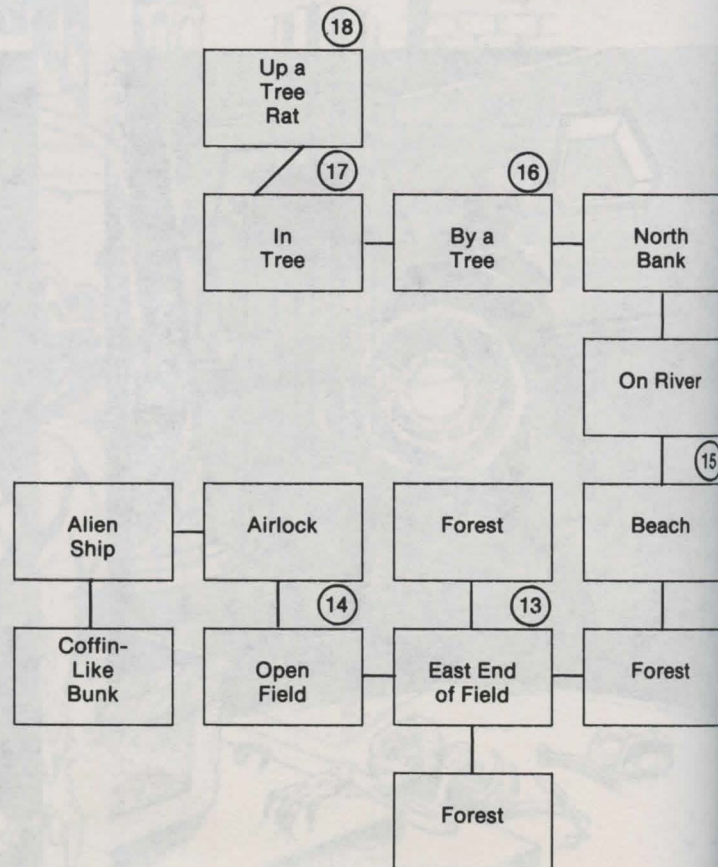 18
Up a
Tree
Rat
17
16
In
Tree
By a
Tree
North
Bank
On River
15
Alien
Ship
Airlock
Forest
Beach
14
13
Coffin-
Like
Bunk
Open
Field
East End
of Field
Forest
Forest